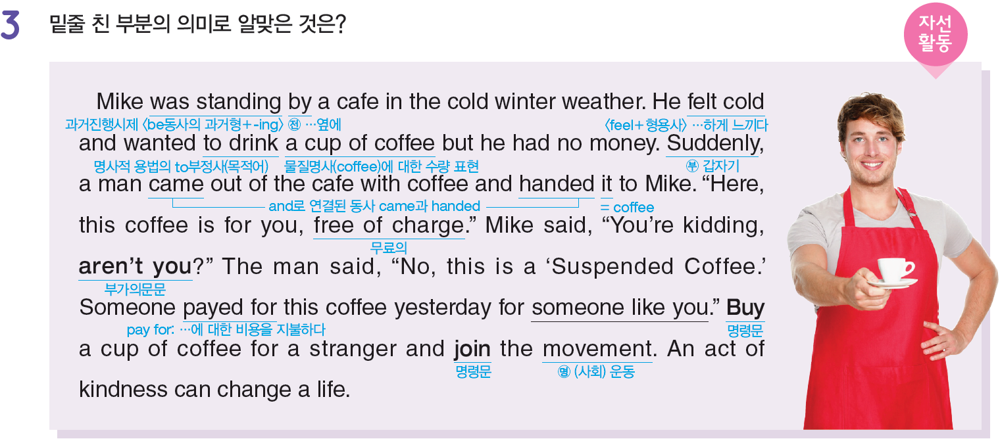 3 밑줄 친 부분의 의미로 알맞은 것은?
자선
활동
Mike was standing by a cafe in the cold winter weather. He felt cold
과거진행시제 〈be동사의 과거형+-ing〉 ㉠전 …옆에 〈feel+형용사〉 …하게 느끼다
and wanted to drink a cup of coffee but he had no money. Suddenly,
명사적 용법의 to부정사(목적어) 물질명사(coffee)에 대한 수량 표현 부 갑자기
a man came out of the cafe with coffee and handed it to Mike. “Here,
and로 연결된 동사 came과 handed = coffee
this coffee is for you, free of charge.” Mike said, “You’re kidding,
무료의
aren’t you?” The man said, “No, this is a ‘Suspended Coffee.’
부가의문문
Someone payed for this coffee yesterday for someone like you.” Buy
pay for: …에 대한 비용을 지불하다 명령문
a cup of coffee for a stranger and join the movement. An act of
명령문 명 (사회) 운동
kindness can change a life.